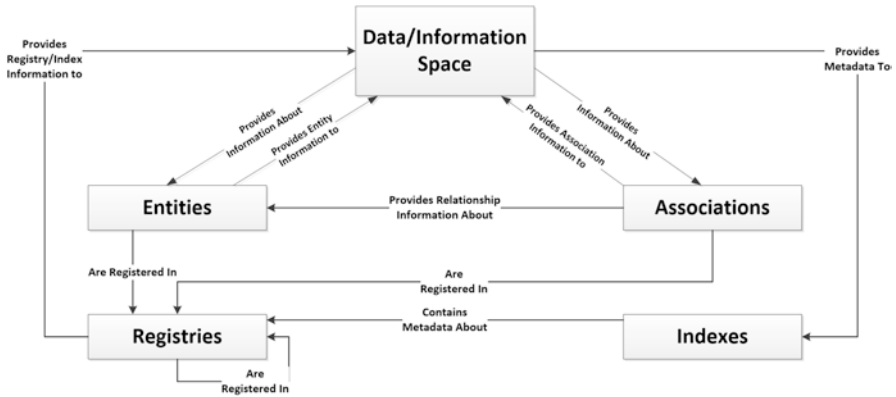 Data/Information
Space
Provides
Registry/Index
Information to
Provides
Metadata To
Provides
Information About
Provides Entity
Information to
Provides Association
Information to
Provides
Information About
Entities
Provides Relationship
Information About
Associations
Are Registered In
Are
Registered In
Registries
Contains
Metadata About
Indexes
Are
Registered In